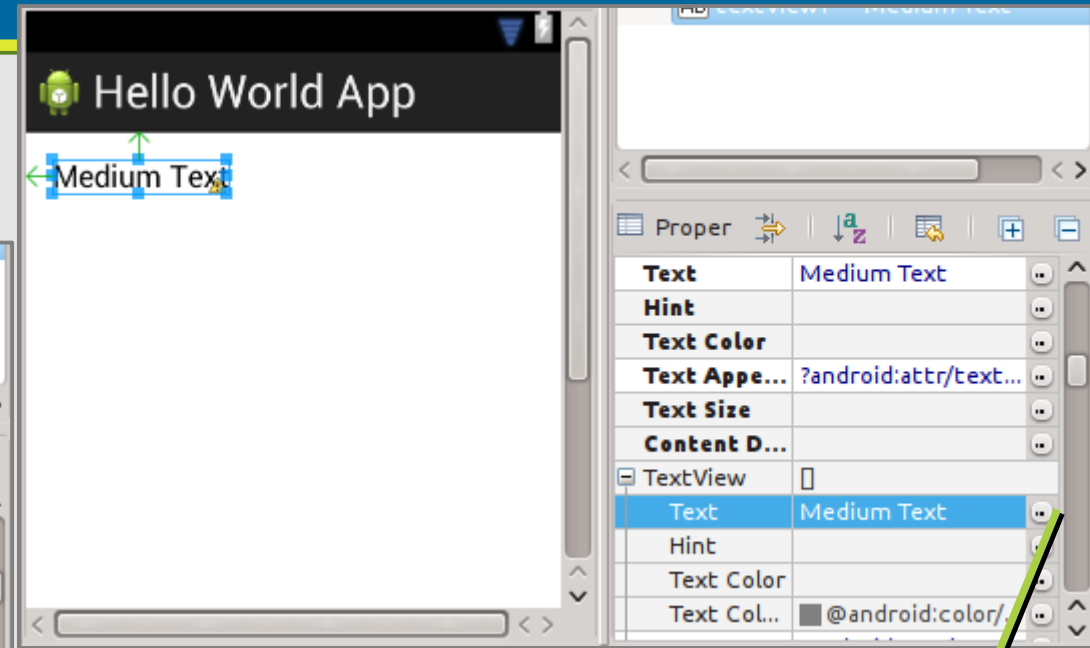 Hello World App
Medium Text
Proper
Text Medium Text
Hint
Text Color
Text Appe... ?android:attr/text...
Text Size
Content D...
TextView []
Text Medium Text
Hint
Text Color
Text Col... @android:color/